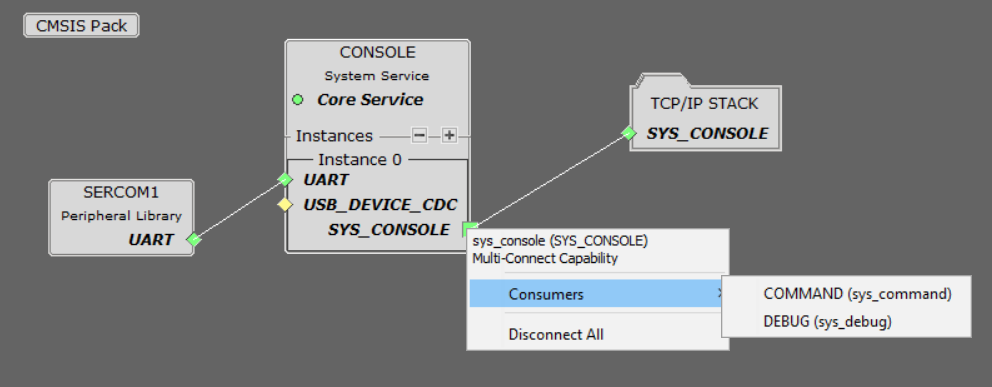 CMSIS Pack
CONSOLE
System Service
Core Service
Instances
Instance 0
UART
USB_DEVICE_CDC
SYS_CONSOLE
TCP/IP STACK
SYS_CONSOLE
SERCOM1
Peripheral Library
UART
sys_console (SYS_CONSOLE)
Multi-Connect Capability
Consumers
Disconnect All
COMMAND (sys_command)
DEBUG (sys_debug)